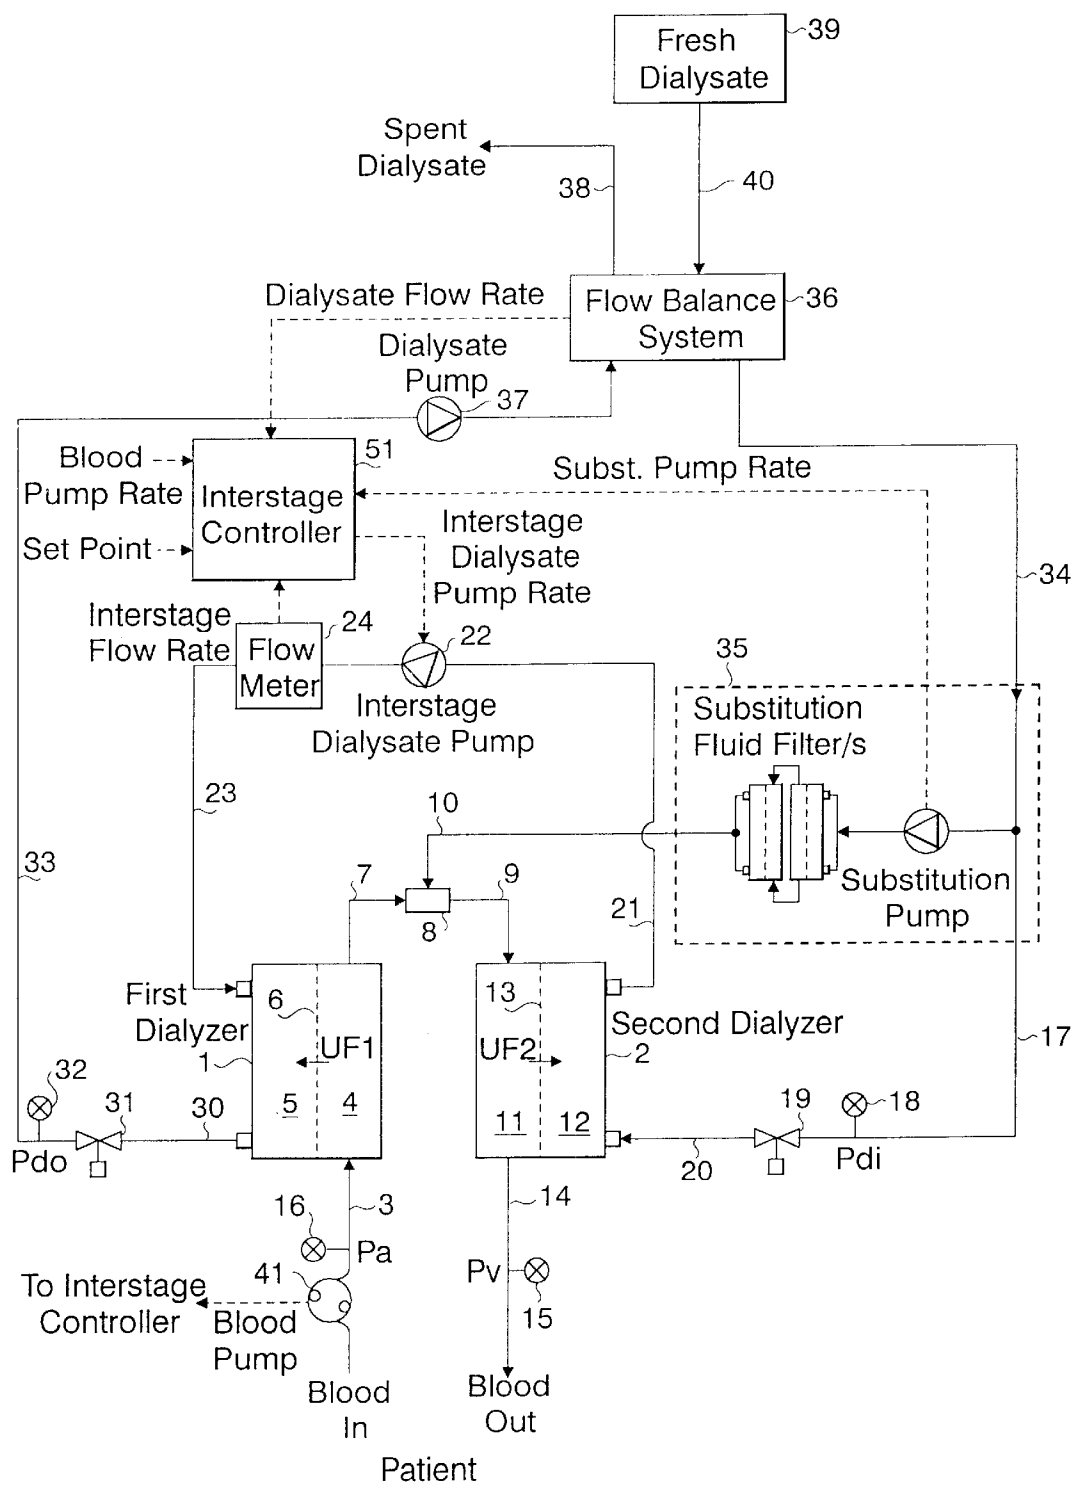 Fresh
Dialysate
39
Spent
Dialysate
38
40
Dialysate Flow Rate
Flow Balance
System
36
Dialysate
Pump
37
51
Blood
Pump Rate
Interstage
Controller
Set Point
Subst. Pump Rate
Interstage
Dialysate
Pump Rate
34
Interstage
Flow Rate
24
Flow
Meter
22
Interstage
Dialysate Pump
35
Substitution
Fluid Filter/s
23
10
33
7
9
8
21
Substitution
Pump
First
Dialyzer
1
6
UF1
5
4
13
UF2
11
12
Second Dialyzer
2
17
32
31
30
Pdo
19
18
20
Pdi
16
3
Pa
14
Pv
15
41
To Interstage
Controller
Blood
Pump
Blood
In
Blood
Out
Patient